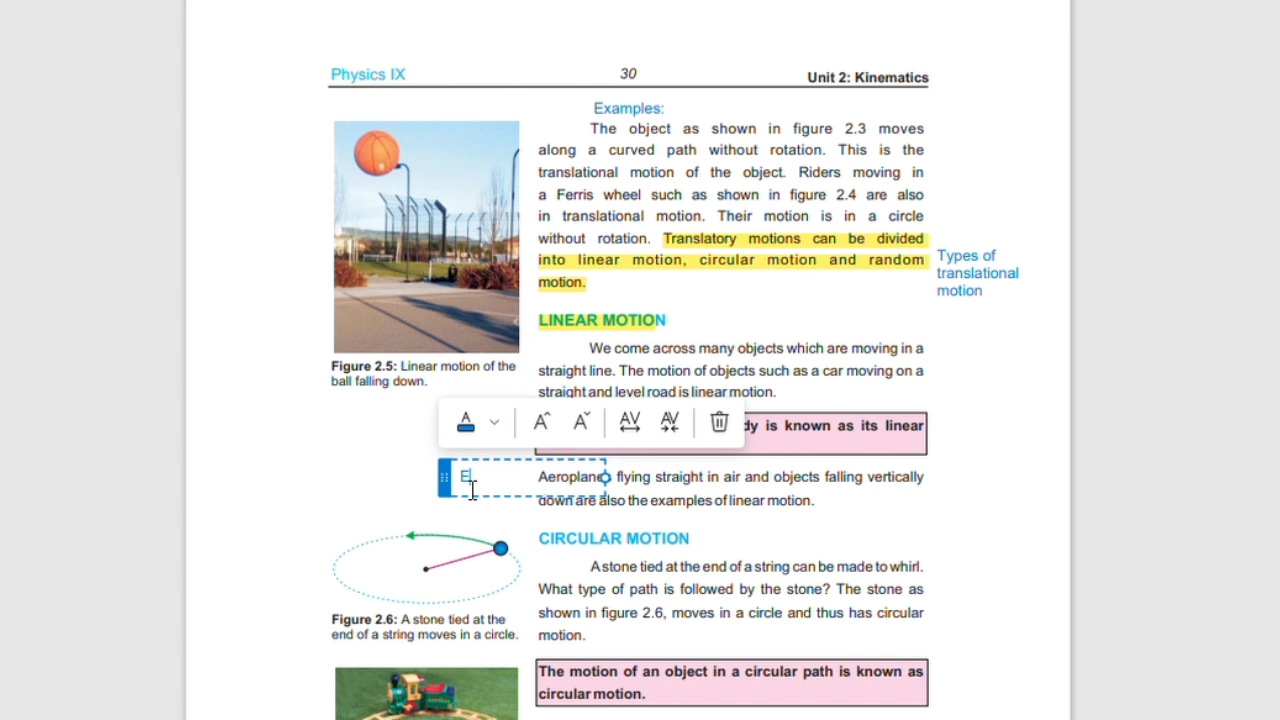 Physics IX
30
Unit 2: Kinematics
Examples:
The object as shown in figure 2.3 moves
along a curved path without rotation. This is the
translational motion of the object. Riders moving in
a Ferris wheel such as shown in figure 2.4 are also
in translational motion. Their motion is in a circle
without rotation. Translatory motions can be divided
into linear motion, circular motion and random
motion.
Types of
translational
motion
Figure 2.5: Linear motion of the
ball falling down.
LINEAR MOTION
We come across many objects which are moving in a
straight line. The motion of objects such as a car moving on a
straight and level road is linear motion.
A
A
A
AV
AV
dy is known as its linear
E
Aeroplanes flying straight in air and objects falling vertically
down are also the examples of linear motion.
CIRCULAR MOTION
A stone tied at the end of a string can be made to whirl.
What type of path is followed by the stone? The stone as
shown in figure 2.6, moves in a circle and thus has circular
motion.
Figure 2.6: A stone tied at the
end of a string moves in a circle.
The motion of an object in a circular path is known as
circular motion.